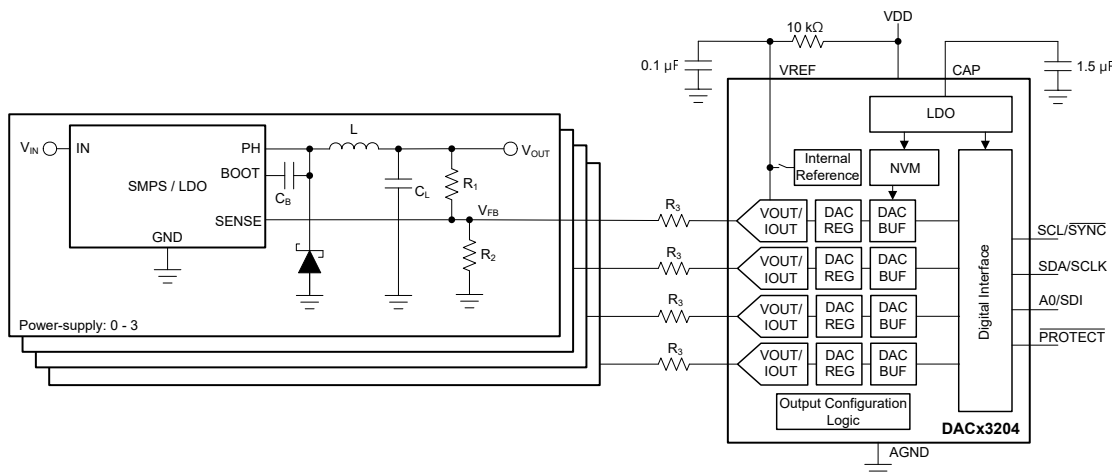 VDD
10 kΩ
0.1 µF
VREF
CAP
1.5 µF
LDO
Internal
Reference
NVM
VIN
IN
PH
L
VOUT
BOOT
SMPS / LDO
CB
CL
R1
SENSE
VFB
GND
R2
Power-supply: 0 - 3
R3
VOUT/
IOUT
DAC
REG
DAC
BUF
R3
VOUT/
IOUT
DAC
REG
DAC
BUF
R3
VOUT/
IOUT
DAC
REG
DAC
BUF
R3
VOUT/
IOUT
DAC
REG
DAC
BUF
Digital Interface
SCL/SYNC
SDA/SCLK
A0/SDI
PROTECT
Output Configuration
Logic
DACx3204
AGND